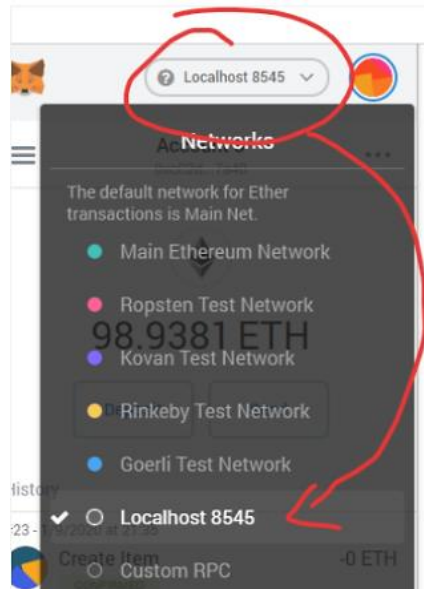 Localhost 8545
Networks
The default network for Ether
transactions is Main Net.
Main Ethereum Network
Ropsten Test Network
98.9381 ETH
Kovan Test Network
Rinkeby Test Network
Goerli Test Network
Localhost 8545
Create Item
-0 ETH
Custom RPC